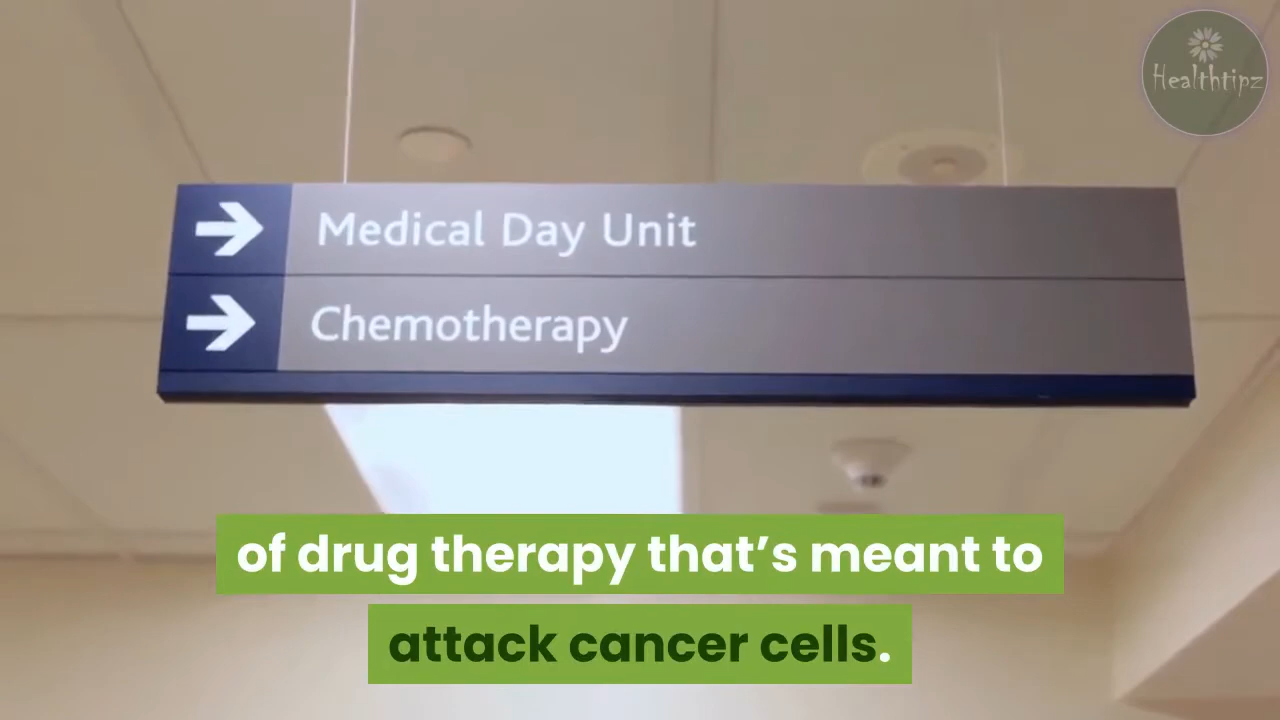 Healthtipz
Medical Day Unit
Chemotherapy
of drug therapy that’s meant to
attack cancer cells.